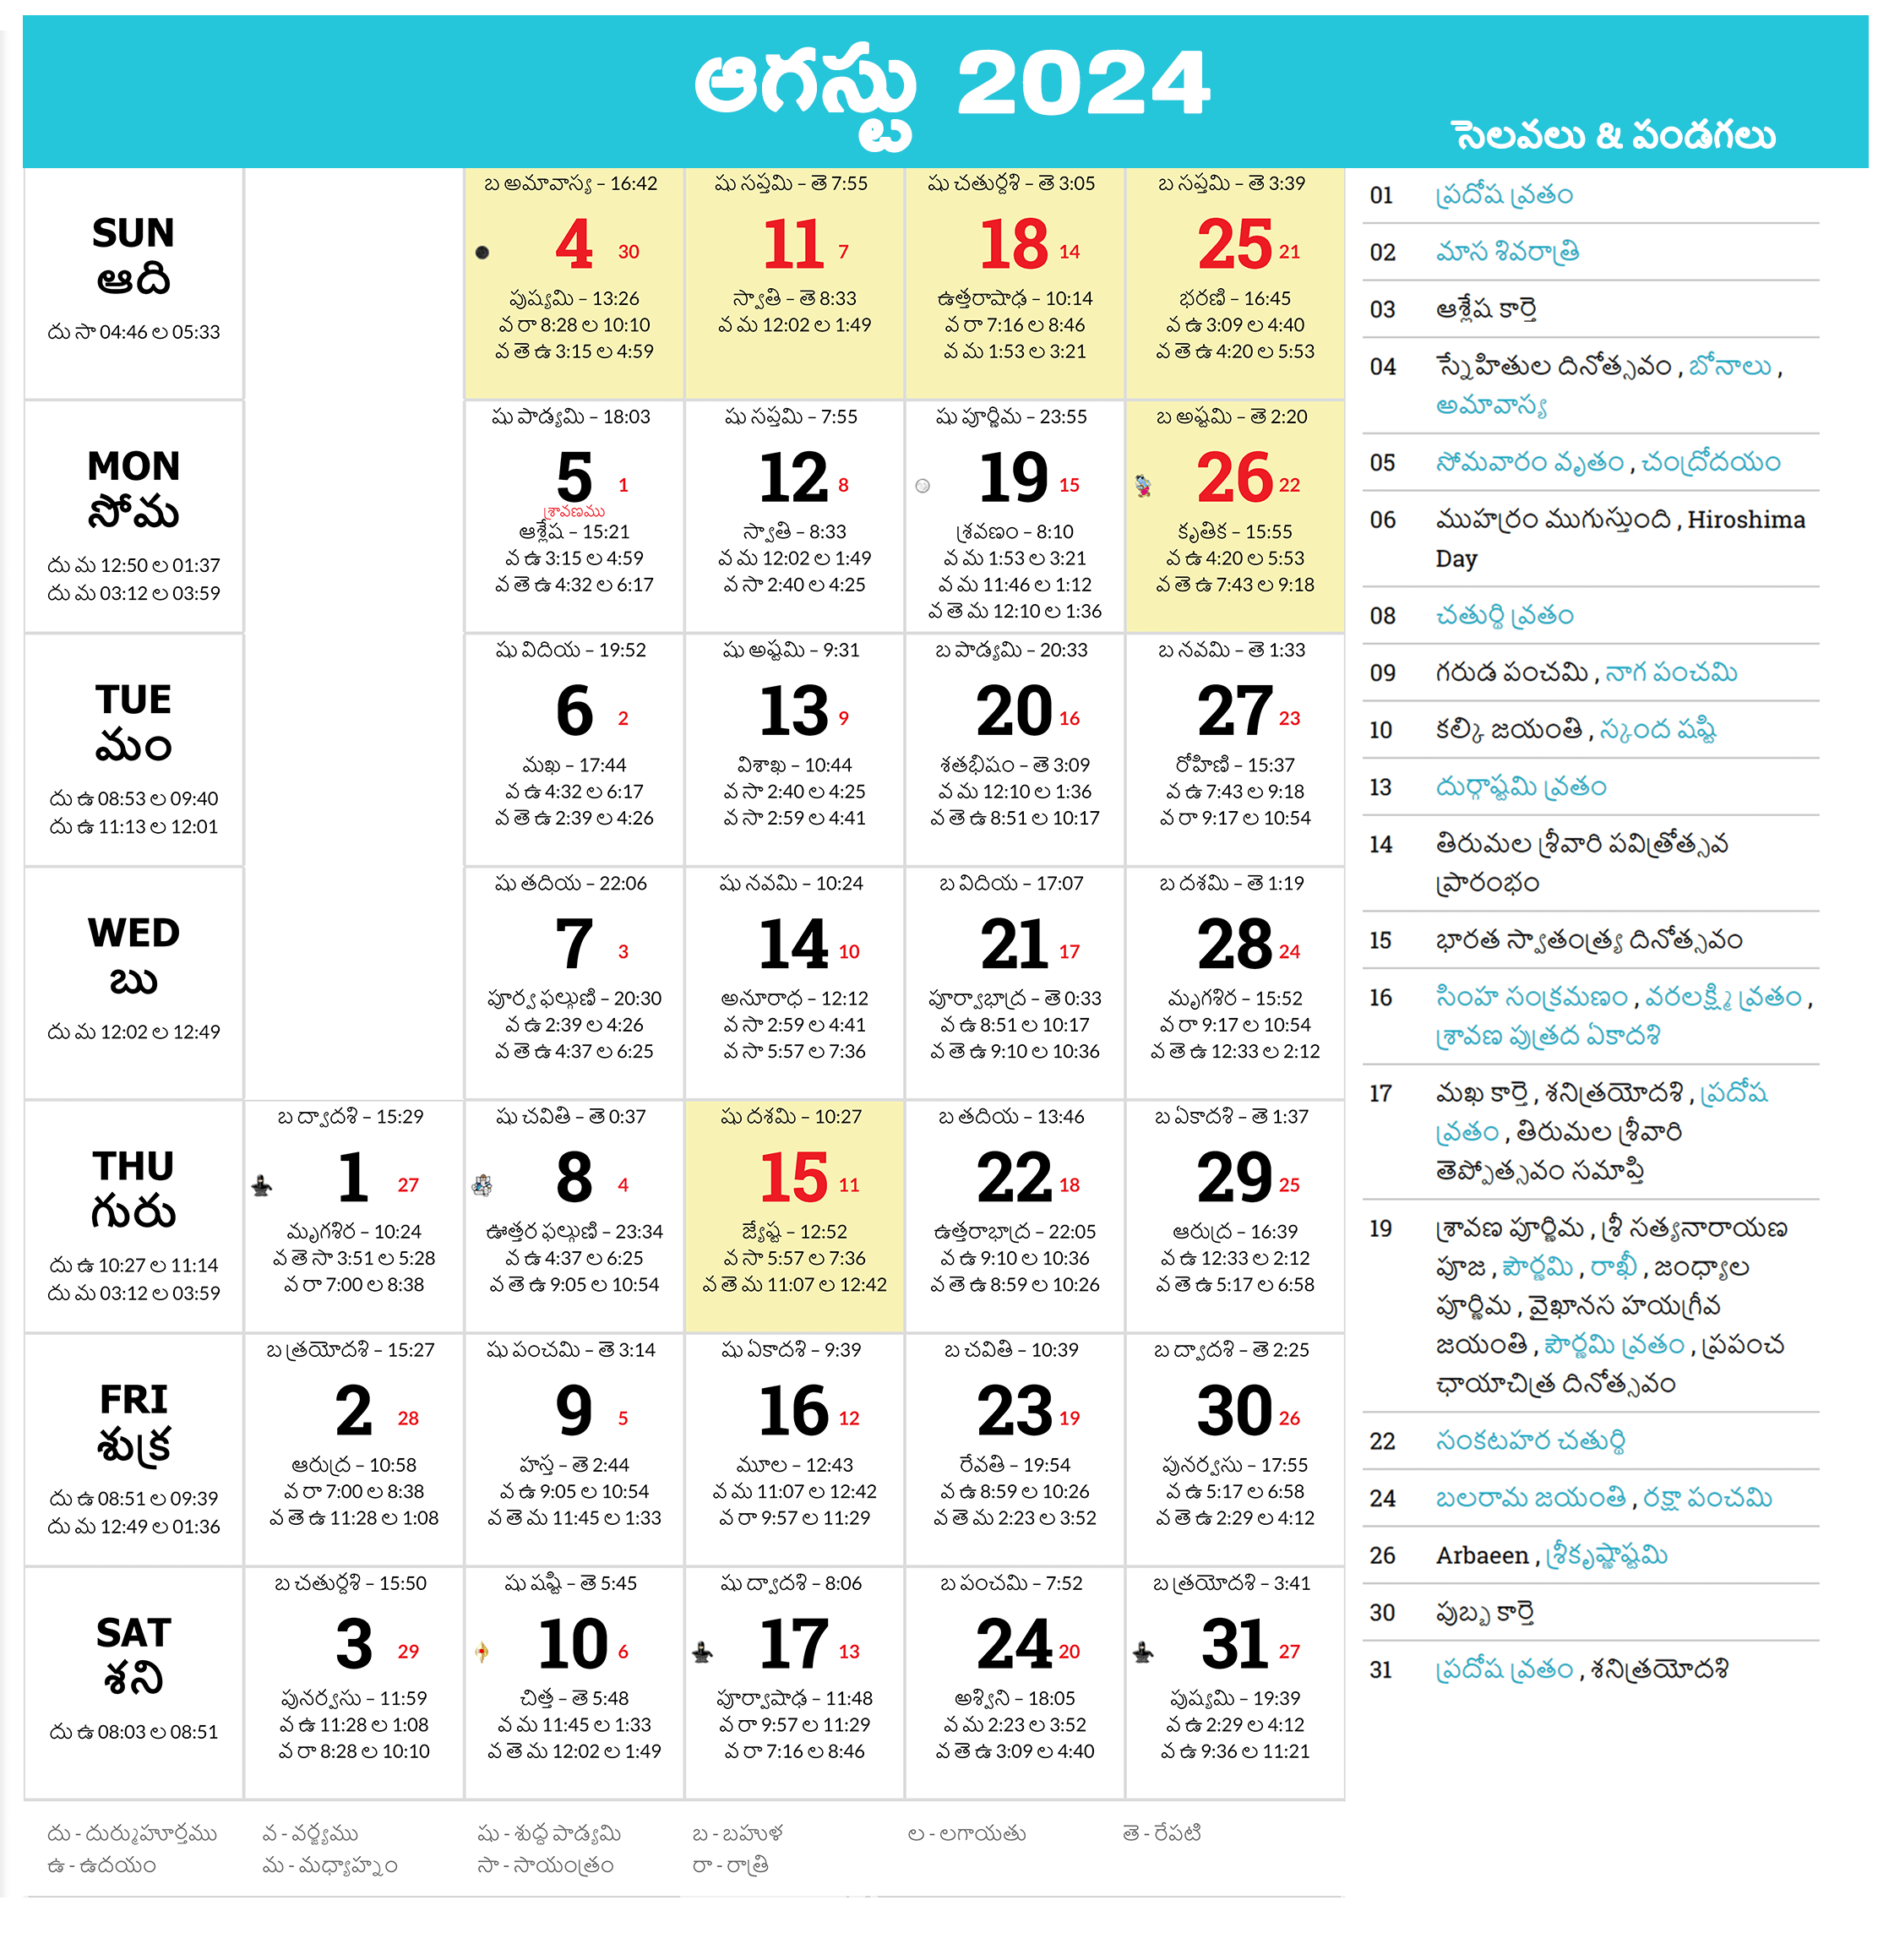 ఆగస్టు 2024
సెలవలు & పండగలు
SUN
ఆది
దు సా 04:46 ల 05:33
బ అమావాస్య – 16:42
4 30
పుష్యమి – 13:26
వ రా 8:28 ల 10:10
వ తె ఉ 3:15 ల 4:59
షు సప్తమి – తె 7:55
11 7
స్వాతి – తె 8:33
వ మ 12:02 ల 1:49
షు చతుర్దశి – తె 3:05
18 14
ఉత్తరాషాఢ – 10:14
వ రా 7:16 ల 8:46
వ మ 1:53 ల 3:21
బ సప్తమి – తె 3:39
25 21
భరణి – 16:45
వ ఉ 3:09 ల 4:40
వ తె ఉ 4:20 ల 5:53
MON
సోమ
దు మ 12:50 ల 01:37
దు మ 03:12 ల 03:59
షు పాడ్యమి – 18:03
5 1
శ్రావణము
ఆశ్లేష – 15:21
వ ఉ 3:15 ల 4:59
వ తె ఉ 4:32 ల 6:17
షు సప్తమి – 7:55
12 8
స్వాతి – 8:33
వ మ 12:02 ల 1:49
వ సా 2:40 ల 4:25
షు పూర్ణిమ – 23:55
19 15
శ్రవణం – 8:10
వ మ 1:53 ల 3:21
వ మ 11:46 ల 1:12
వ తె మ 12:10 ల 1:36
బ అష్టమి – తె 2:20
26 22
కృతిక – 15:55
వ ఉ 4:20 ల 5:53
వ తె ఉ 7:43 ల 9:18
TUE
మం
దు ఉ 08:53 ల 09:40
దు ఉ 11:13 ల 12:01
షు విదియ – 19:52
6 2
మఖ – 17:44
వ ఉ 4:32 ల 6:17
వ తె ఉ 2:39 ల 4:26
షు అష్టమి – 9:31
13 9
విశాఖ – 10:44
వ సా 2:40 ల 4:25
వ సా 2:59 ల 4:41
బ పాడ్యమి – 20:33
20 16
శతభిషం – తె 3:09
వ మ 12:10 ల 1:36
వ తె ఉ 8:51 ల 10:17
బ నవమి – తె 1:33
27 23
రోహిణి – 15:37
వ ఉ 7:43 ల 9:18
వ రా 9:17 ల 10:54
WED
బు
దు మ 12:02 ల 12:49
షు తదియ – 22:06
7 3
పూర్వ ఫల్గుణి – 20:30
వ ఉ 2:39 ల 4:26
వ తె ఉ 4:37 ల 6:25
షు నవమి – 10:24
14 10
అనూరాధ – 12:12
వ సా 2:59 ల 4:41
వ సా 5:57 ల 7:36
బ విదియ – 17:07
21 17
పూర్వాభాద్ర – తె 0:33
వ ఉ 8:51 ల 10:17
వ తె ఉ 9:10 ల 10:36
బ దశమి – తె 1:19
28 24
మృగశిర – 15:52
వ రా 9:17 ల 10:54
వ తె ఉ 12:33 ల 2:12
THU
గురు
దు ఉ 10:27 ల 11:14
దు మ 03:12 ల 03:59
బ ద్వాదశి – 15:29
1 27
మృగశిర – 10:24
వ తె సా 3:51 ల 5:28
వ రా 7:00 ల 8:38
షు చవితి – తె 0:37
8 4
ఊత్తర ఫల్గుణి – 23:34
వ ఉ 4:37 ల 6:25
వ తె ఉ 9:05 ల 10:54
షు దశమి – 10:27
15 11
జ్యేష్ట – 12:52
వ సా 5:57 ల 7:36
వ తె మ 11:07 ల 12:42
బ తదియ – 13:46
22 18
ఉత్తరాభాద్ర – 22:05
వ ఉ 9:10 ల 10:36
వ తె ఉ 8:59 ల 10:26
బ ఏకాదశి – తె 1:37
29 25
ఆరుద్ర – 16:39
వ ఉ 12:33 ల 2:12
వ తె ఉ 5:17 ల 6:58
FRI
శుక్ర
దు ఉ 08:51 ల 09:39
దు మ 12:49 ల 01:36
బ త్రయోదశి – 15:27
2 28
ఆరుద్ర – 10:58
వ రా 7:00 ల 8:38
వ తె ఉ 11:28 ల 1:08
షు పంచమి – తె 3:14
9 5
హస్త – తె 2:44
వ ఉ 9:05 ల 10:54
వ తె మ 11:45 ల 1:33
షు ఏకాదశి – 9:39
16 12
మూల – 12:43
వ మ 11:07 ల 12:42
వ రా 9:57 ల 11:29
బ చవితి – 10:39
23 19
రేవతి – 19:54
వ ఉ 8:59 ల 10:26
వ తె మ 2:23 ల 3:52
బ ద్వాదశి – తె 2:25
30 26
పునర్వసు – 17:55
వ ఉ 5:17 ల 6:58
వ తె ఉ 2:29 ల 4:12
SAT
శని
దు ఉ 08:03 ల 08:51
బ చతుర్దశి – 15:50
3 29
పునర్వసు – 11:59
వ ఉ 11:28 ల 1:08
వ రా 8:28 ల 10:10
షు షష్టి – తె 5:45
10 6
చిత్త – తె 5:48
వ మ 11:45 ల 1:33
వ తె మ 12:02 ల 1:49
షు ద్వాదశి – 8:06
17 13
పూర్వాషాఢ – 11:48
వ రా 9:57 ల 11:29
వ రా 7:16 ల 8:46
బ పంచమి – 7:52
24 20
అశ్విని – 18:05
వ మ 2:23 ల 3:52
వ తె ఉ 3:09 ల 4:40
బ త్రయోదశి – 3:41
31 27
పుష్యమి – 19:39
వ ఉ 2:29 ల 4:12
వ ఉ 9:36 ల 11:21
దు - దుర్ముహూర్తము వ - వర్జ్యము షు - శుద్ద పాడ్యమి బ - బహుళ ల - లగాయతు తె - రేపటి
ఉ - ఉదయం మ - మధ్యాహ్నం సా - సాయంత్రం రా - రాత్రి
01 ప్రదోష వ్రతం
02 మాస శివరాత్రి
03 ఆశ్లేష కార్తె
04 స్నేహితుల దినోత్సవం , బోనాలు ,
అమావాస్య
05 సోమవారం వృతం , చంద్రోదయం
06 ముహర్రం ముగుస్తుంది , Hiroshima
Day
08 చతుర్థి వ్రతం
09 గరుడ పంచమి , నాగ పంచమి
10 కల్కి జయంతి , స్కంద షష్టి
13 దుర్గాష్టమి వ్రతం
14 తిరుమల శ్రీవారి పవిత్రోత్సవ
ప్రారంభం
15 భారత స్వాతంత్ర్య దినోత్సవం
16 సింహ సంక్రమణం , వరలక్ష్మి వ్రతం ,
శ్రావణ పుత్రద ఏకాదశి
17 మఖ కార్తె , శనిత్రయోదశి , ప్రదోష
వ్రతం , తిరుమల శ్రీవారి
తెప్పోత్సవం సమాప్తి
19 శ్రావణ పూర్ణిమ , శ్రీ సత్యనారాయణ
పూజ , పౌర్ణమి , రాఖీ , జంధ్యాల
పూర్ణిమ , వైఖానస హయగ్రీవ
జయంతి , పౌర్ణమి వ్రతం , ప్రపంచ
ఛాయాచిత్ర దినోత్సవం
22 సంకటహర చతుర్థి
24 బలరామ జయంతి , రక్షా పంచమి
26 Arbaeen , శ్రీకృష్ణాష్టమి
30 పుబ్బ కార్తె
31 ప్రదోష వ్రతం , శనిత్రయోదశి